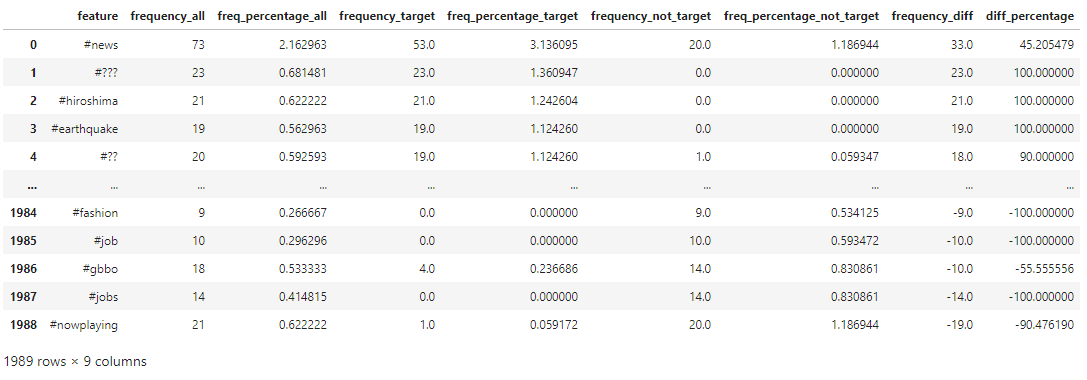 feature frequency_all freq_percentage_all frequency_target freq_percentage_target frequency_not_target freq_percentage_not_target frequency_diff diff_percentage
0 #news 73 2.162963 53.0 3.136095 20.0 1.186944 33.0 45.205479
1 #??? 23 0.681481 23.0 1.360947 0.0 0.000000 23.0 100.000000
2 #hiroshima 21 0.622222 21.0 1.242604 0.0 0.000000 21.0 100.000000
3 #earthquake 19 0.562963 19.0 1.124260 0.0 0.000000 19.0 100.000000
4 #?? 20 0.592593 19.0 1.124260 1.0 0.059347 18.0 90.000000
... ... ... ... ... ... ... ... ... ...
1984 #fashion 9 0.266667 0.0 0.000000 9.0 0.534125 -9.0 -100.000000
1985 #job 10 0.296296 0.0 0.000000 10.0 0.593472 -10.0 -100.000000
1986 #gbbo 18 0.533333 4.0 0.236686 14.0 0.830861 -10.0 -55.555556
1987 #jobs 14 0.414815 0.0 0.000000 14.0 0.830861 -14.0 -100.000000
1988 #nowplaying 21 0.622222 1.0 0.059172 20.0 1.186944 -19.0 -90.476190
1989 rows × 9 columns